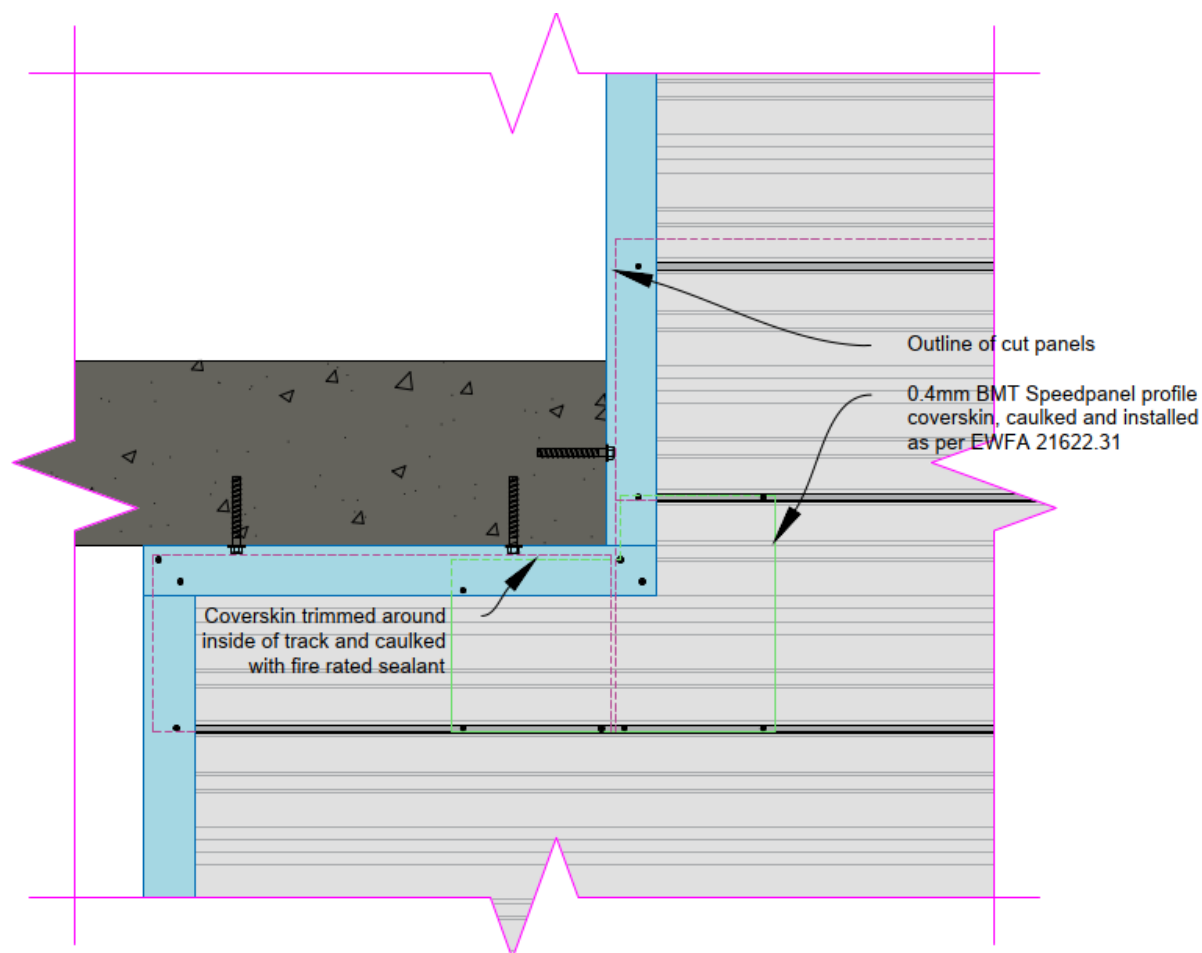 Outline of cut panels
0.4mm BMT Speedpanel profile
coverskin, caulked and installed
as per EWFA 21622.31
Coverskin trimmed around
inside of track and caulked
with fire rated sealant